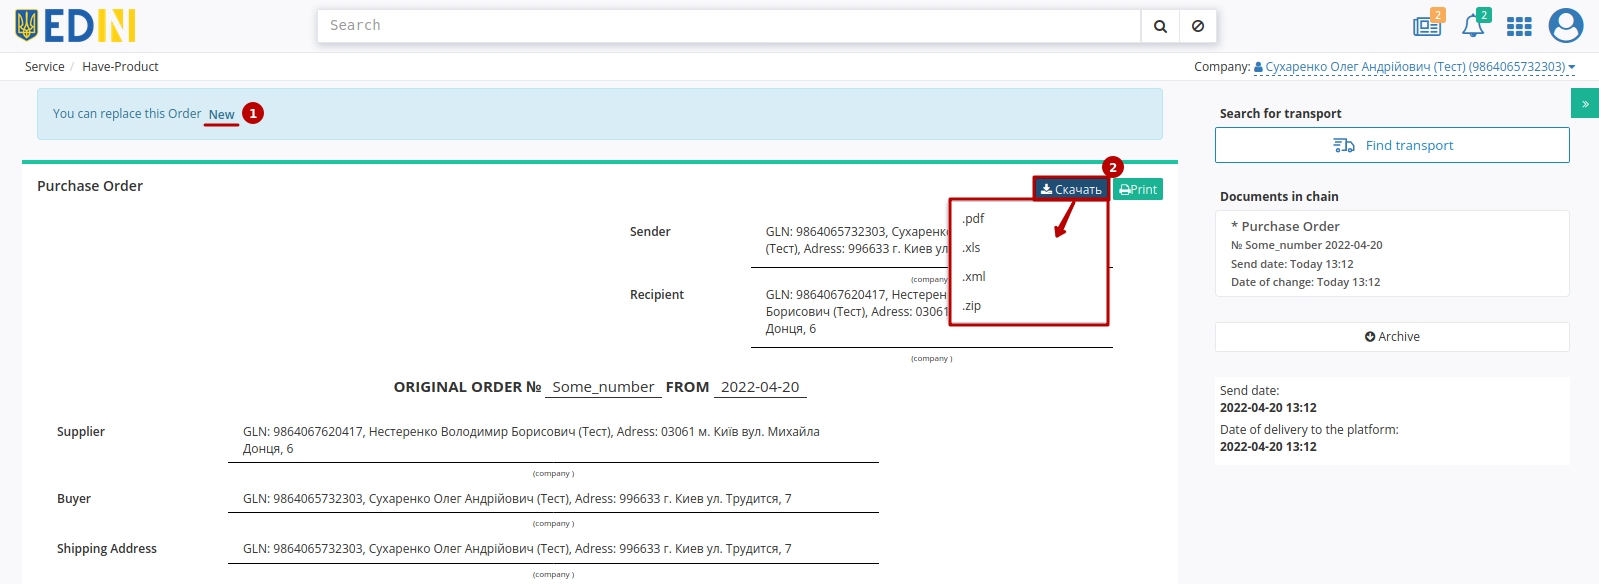 EDIN
Search
2
2
Service / Have-Product
Company: Сухаренко Олег Андрійович (Тест) (9864065732303)
You can replace this Order New 1
»
Search for transport
Find transport
2
Purchase Order
Скачать
Print
.pdf
.xls
.xml
.zip
Sender
GLN: 9864065732303, Сухаренко
(Тест), Adress: 996633 г. Киев ул
(company
Recipient
GLN: 9864067620417, Нестерен
Борисович (Тест), Adress: 03061
Донця, 6
(company )
ORIGINAL ORDER № Some_number FROM 2022-04-20
Supplier
GLN: 9864067620417, Нестеренко Володимир Борисович (Тест), Adress: 03061 м. Київ вул. Михайла
Донця, 6
(company )
Buyer
GLN: 9864065732303, Сухаренко Олег Андрійович (Тест), Adress: 996633 г. Киев ул. Трудится, 7
(company )
Shipping Address
GLN: 9864065732303, Сухаренко Олег Андрійович (Тест), Adress: 996633 г. Киев ул. Трудится, 7
(company )
Documents in chain
* Purchase Order
№ Some_number 2022-04-20
Send date: Today 13:12
Date of change: Today 13:12
Archive
Send date:
2022-04-20 13:12
Date of delivery to the platform:
2022-04-20 13:12